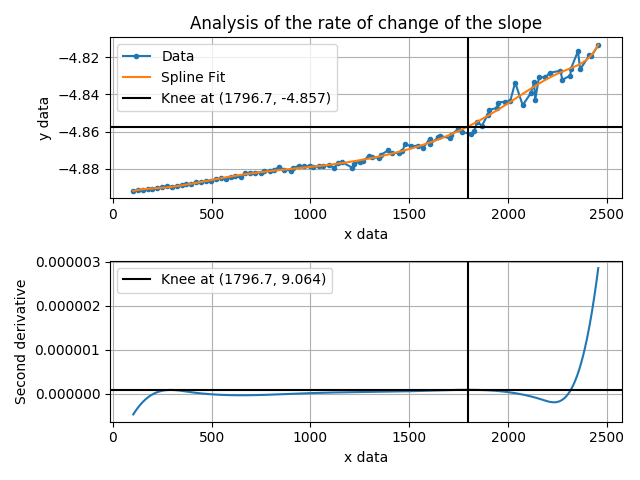 Analysis of the rate of change of the slope
Data
Spline Fit
Knee at (1796.7, -4.857)
−4.82
−4.84
−4.86
−4.88
y data
0
500
1000
1500
2000
2500
x data
Knee at (1796.7, 9.064)
0.000003
0.000002
0.000001
0.000000
Second derivative
0
500
1000
1500
2000
2500
x data